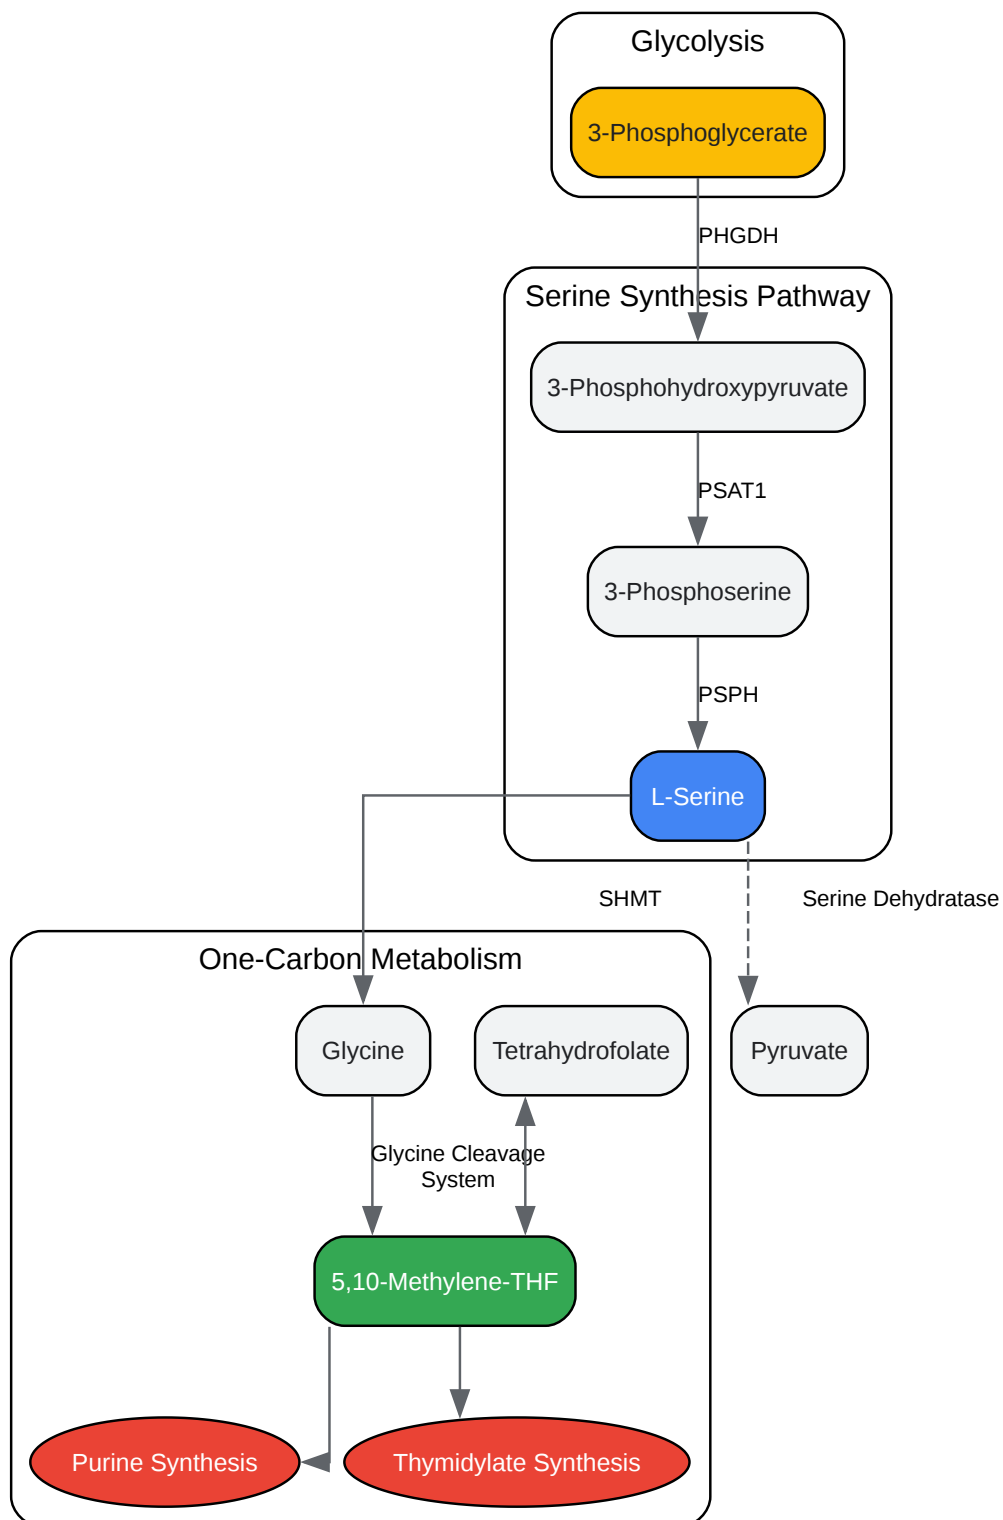 Glycolysis
3-Phosphoglycerate
PHGDH
Serine Synthesis Pathway
3-Phosphohydroxypyruvate
PSAT1
3-Phosphoserine
PSPH
L-Serine
SHMT
Serine Dehydratase
One-Carbon Metabolism
Glycine
Tetrahydrofolate
Pyruvate
Glycine Cleavage
System
5,10-Methylene-THF
Purine Synthesis
Thymidylate Synthesis